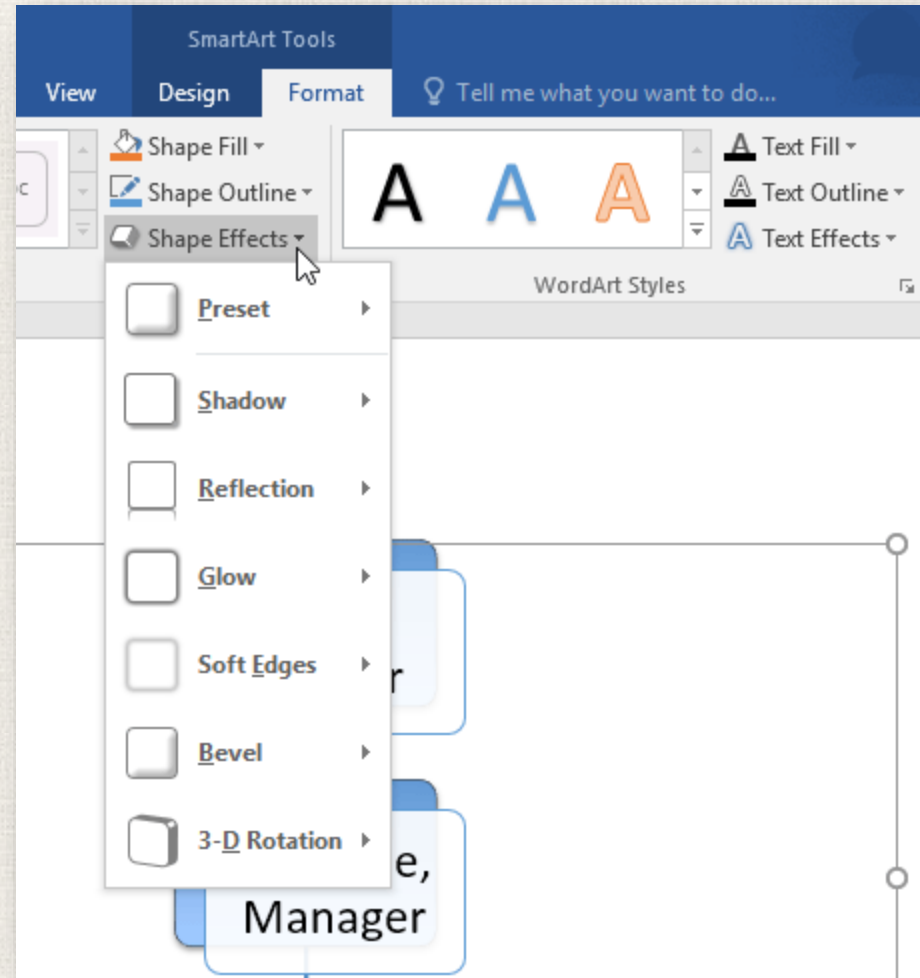 SmartArt Tools
View Design Format Tell me what you want to do...
Shape Fill
Shape Outline
Shape Effects
A A A
Text Fill
Text Outline
Text Effects
WordArt Styles
Preset
Shadow
Reflection
Glow
Soft Edges
Bevel
3-D Rotation
r
e,
Manager